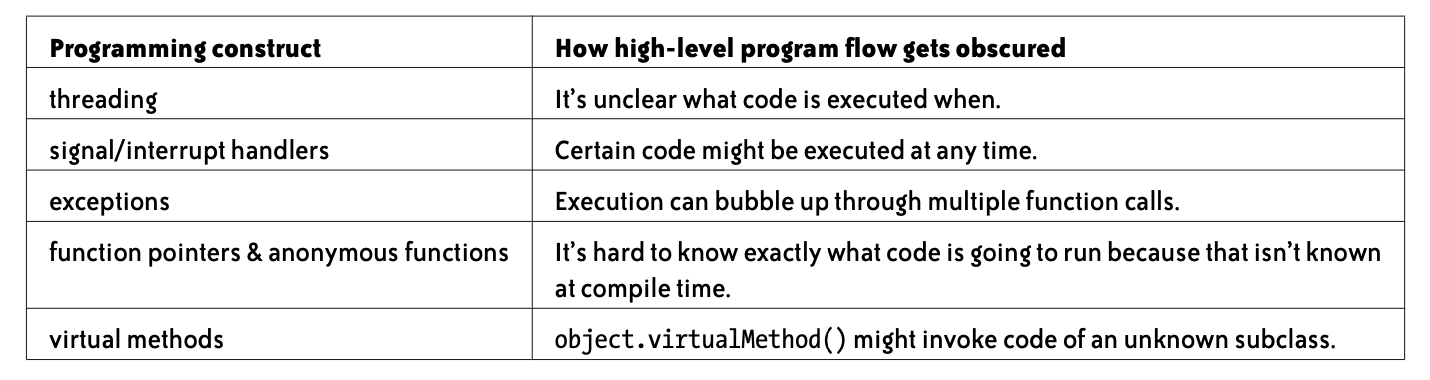 Programming construct
How high-level program flow gets obscured
threading
It’s unclear what code is executed when.
signal/interrupt handlers
Certain code might be executed at any time.
exceptions
Execution can bubble up through multiple function calls.
function pointers & anonymous functions
It’s hard to know exactly what code is going to run because that isn’t known
at compile time.
virtual methods
object.virtualMethod() might invoke code of an unknown subclass.